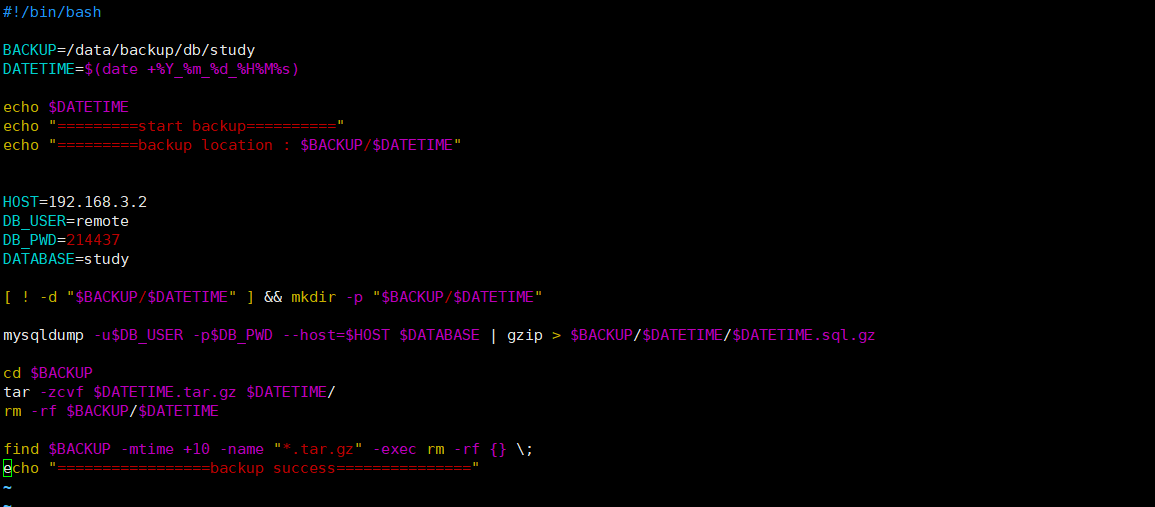 #!/bin/bash
BACKUP=/data/backup/db/study
DATETIME=$(date +%Y_%m_%d_%H%M%s)
echo $DATETIME
echo "=========start backup=========="
echo "=========backup location : $BACKUP/$DATETIME"
HOST=192.168.3.2
DB_USER=remote
DB_PWD=214437
DATABASE=study
[ ! -d "$BACKUP/$DATETIME" ] && mkdir -p "$BACKUP/$DATETIME"
mysqldump -u$DB_USER -p$DB_PWD --host=$HOST $DATABASE | gzip > $BACKUP/$DATETIME/$DATETIME.sql.gz
cd $BACKUP
tar -zcvf $DATETIME.tar.gz $DATETIME/
rm -rf $BACKUP/$DATETIME
find $BACKUP -mtime +10 -name "*.tar.gz" -exec rm -rf {} \;
echo "=================backup success==============="
~
~